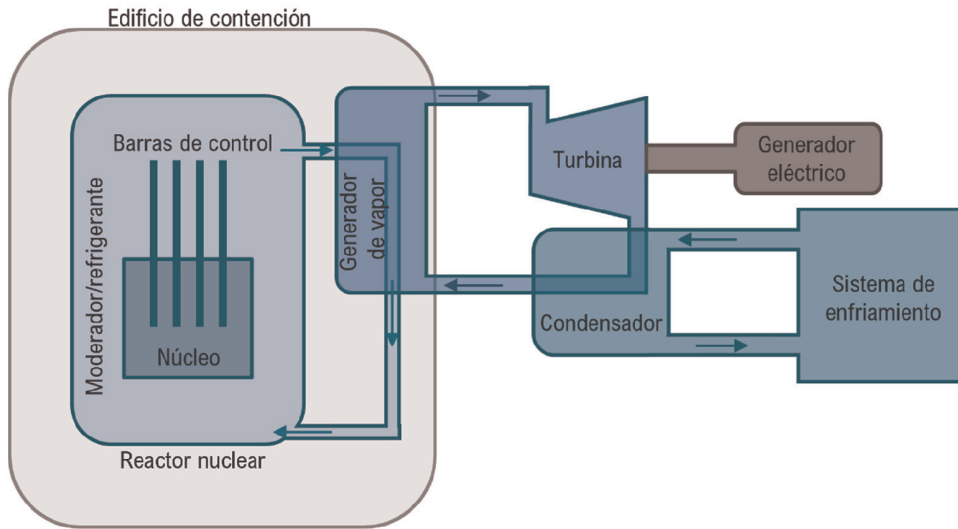 Edificio de contención
Barras de control
Moderador/refrigerante
Núcleo
Reactor nuclear
Generador
de vapor
Turbina
Generador
eléctrico
Condensador
Sistema de
enfriamiento